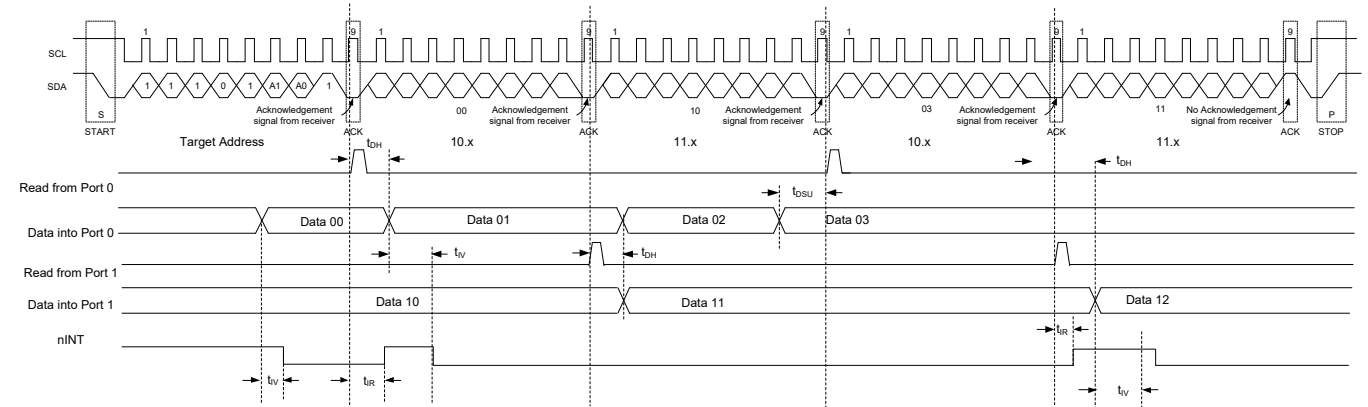 1 9 1 9 1 9 1 9 1 9
SCL
SDA
1 1 1 0 1 A1 A0 1
S
START
Acknowledgement
signal from receiver
ACK
00
Acknowledgement
signal from receiver
ACK
10
Acknowledgement
signal from receiver
ACK
03
Acknowledgement
signal from receiver
ACK
11
No Acknowledgement
signal from receiver
ACK
P
STOP
Target Address 10.x 11.x 10.x 11.x
tDH
tDH
Read from Port 0
tDSU
Data into Port 0
Data 00 Data 01 Data 02 Data 03
tIV
tDH
Read from Port 1
Data into Port 1
Data 10 Data 11 Data 12
tIR
nINT
tIV tIR tIV